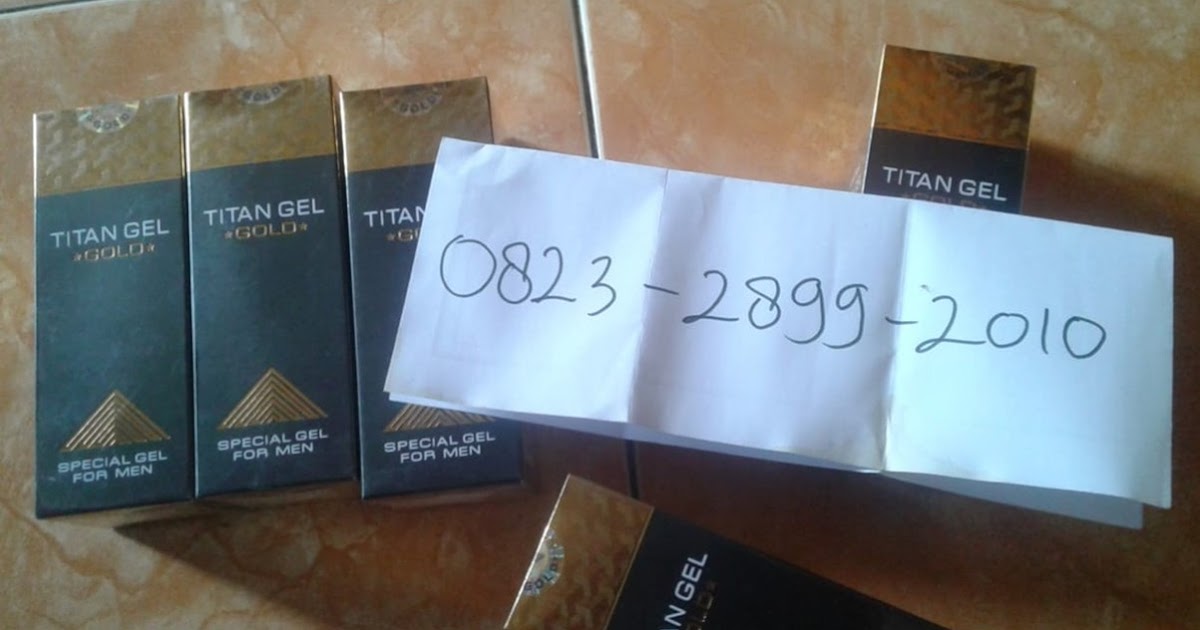 TITAN GEL
★GOLD★
SPECIAL GEL
FOR MEN
TITAN GEL
★GOLD★
SPECIAL GEL
FOR MEN
TITAN
★G
SPECIAL GEL
FOR MEN
0823-2899-2010
TITAN GEL
N GEL